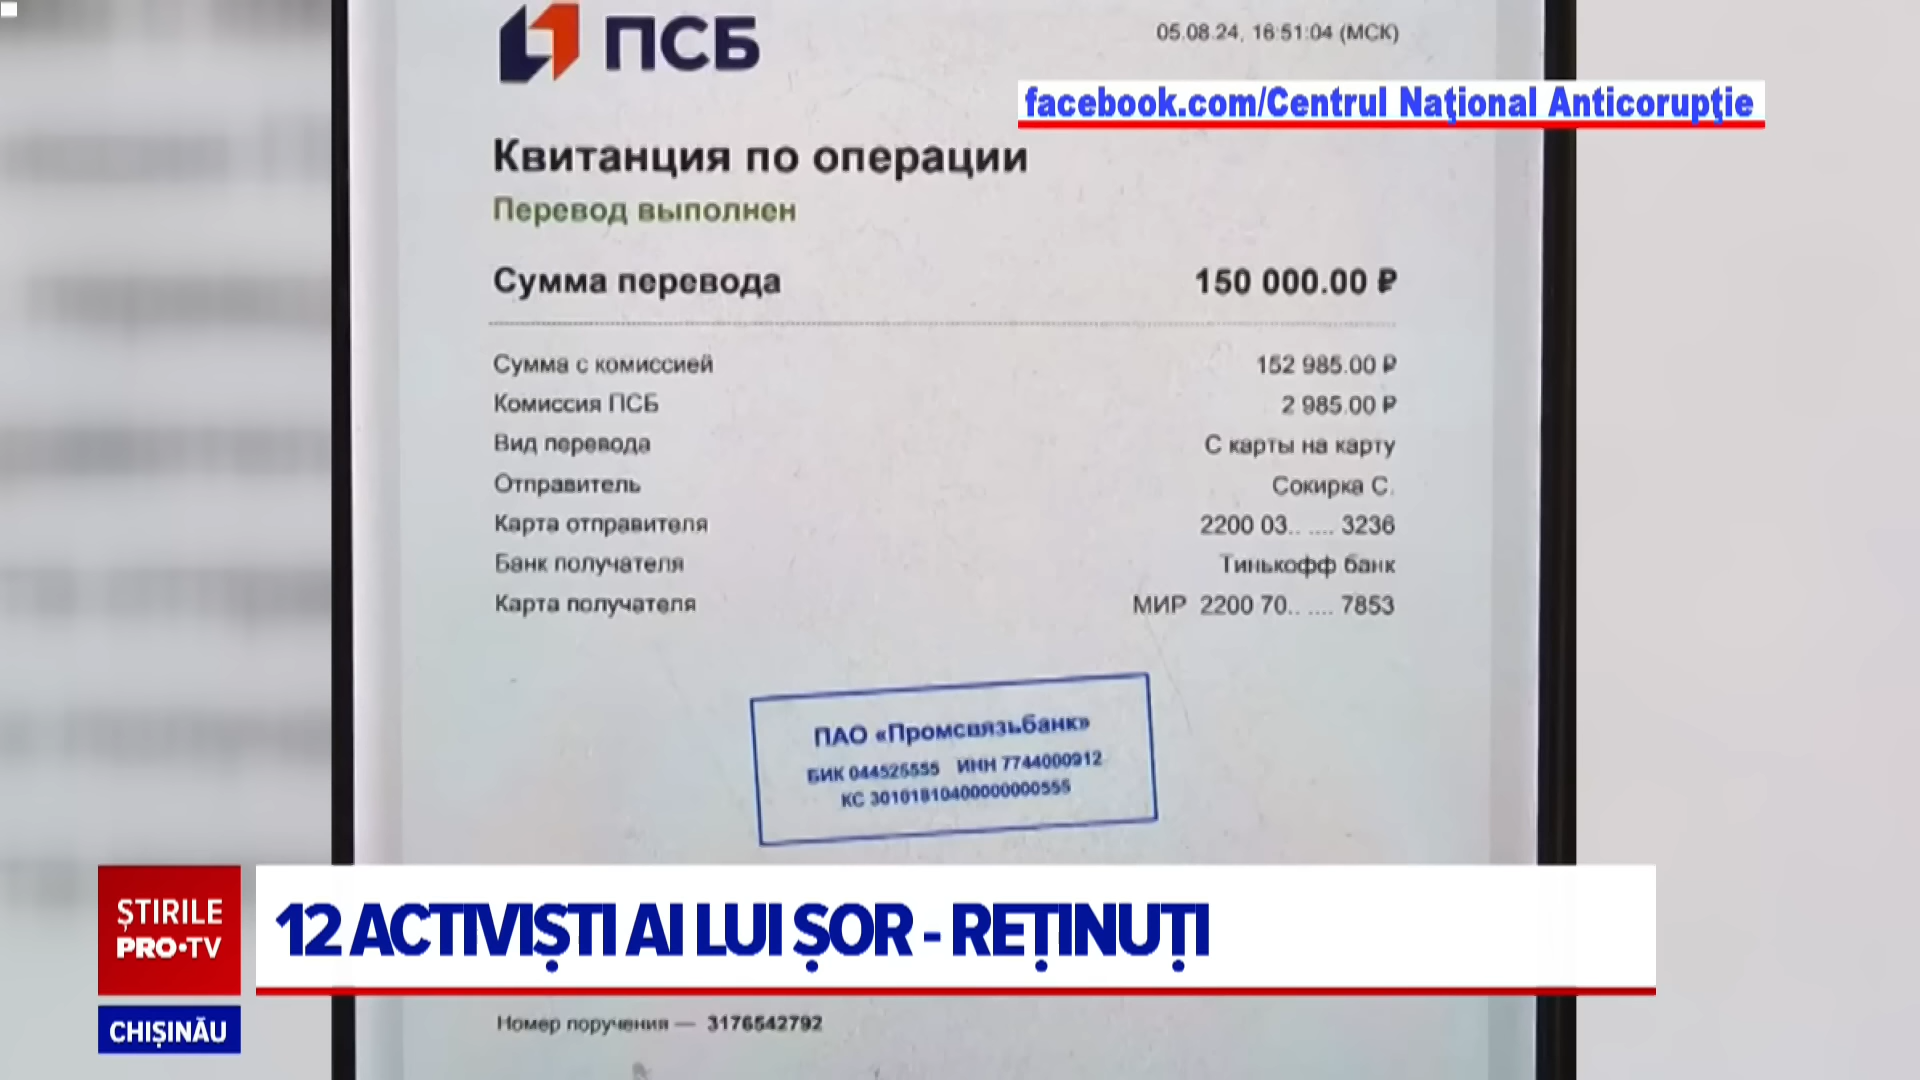 ПСБ
05.08.24, 16:51:04 (МСК)
facebook.com/Centrul Naţional Anticorupţie
Квитанция по операции
Перевод выполнен
Сумма перевода 150 000.00 ₽
Сумма с комиссией 152 985.00 ₽
Комиссия ПСБ 2 985.00 ₽
Вид перевода С карты на карту
Отправитель Сокирка С.
Карта отправителя 2200 03.. .... 3236
Банк получателя Тинькофф банк
Карта получателя МИР 2200 70.. .... 7853
ПАО «Промсвязьбанк»
БИК 044525555 ИНН 7744000912
КС 30101810400000000555
ȘTIRILE
PRO•TV
12 ACTIVIȘTI AI LUI ȘOR - REȚINUȚI
CHIȘINĂU
Номер поручения — 3176542792